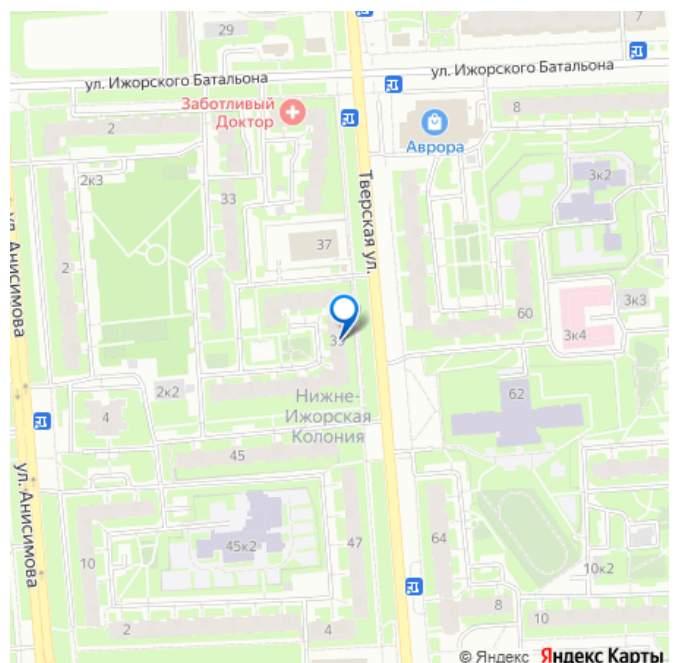 7
29
ул. Ижорского Батальона
ул. Ижорского Батальона
Заботливый
Доктор
8
2
Аврора
Тверская ул.
3к2
2к3
33
ул. Анисимова
37
2
3к3
60
3к4
39
2к2
62
Нижне-
Ижорская
Колония
4
45
ул. Анисимова
64
47
45к2
10
10к2
8
10
2
4
© Яндекс Яндекс Карты